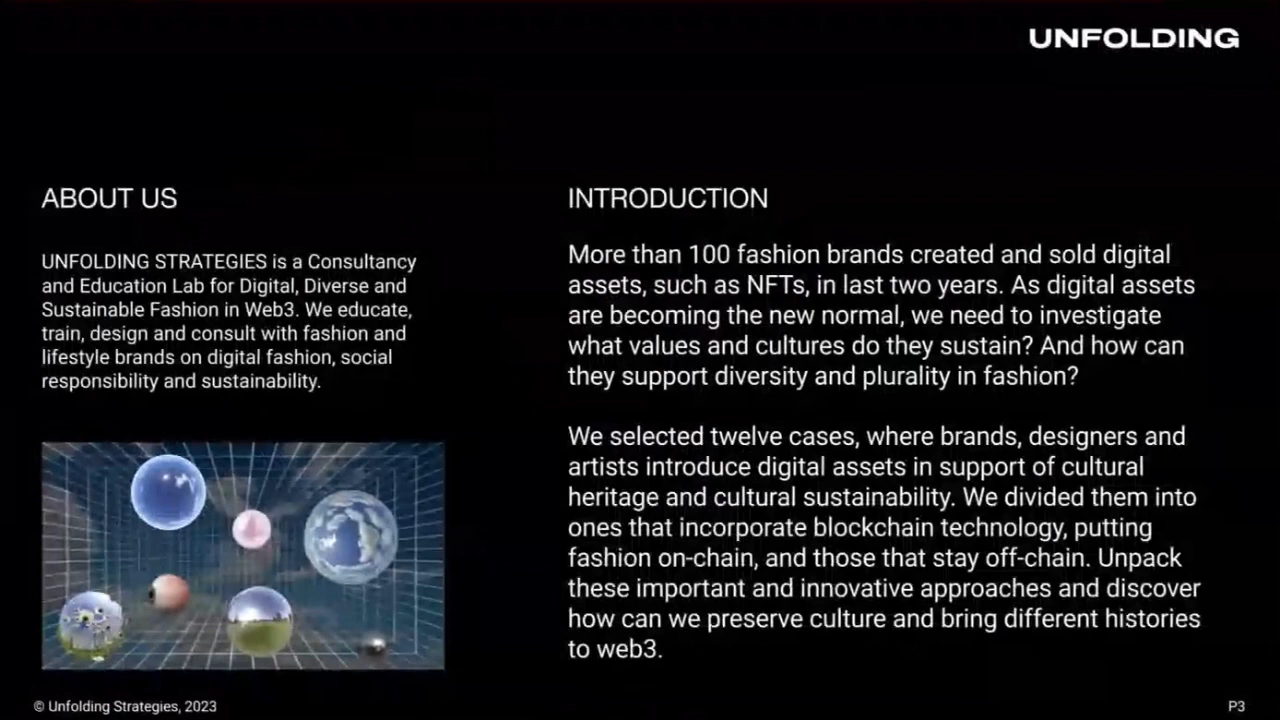 UNFOLDING
ABOUT US
UNFOLDING STRATEGIES is a Consultancy
and Education Lab for Digital, Diverse and
Sustainable Fashion in Web3. We educate,
train, design and consult with fashion and
lifestyle brands on digital fashion, social
responsibility and sustainability.
INTRODUCTION
More than 100 fashion brands created and sold digital
assets, such as NFTs, in last two years. As digital assets
are becoming the new normal, we need to investigate
what values and cultures do they sustain? And how can
they support diversity and plurality in fashion?
We selected twelve cases, where brands, designers and
artists introduce digital assets in support of cultural
heritage and cultural sustainability. We divided them into
ones that incorporate blockchain technology, putting
fashion on-chain, and those that stay off-chain. Unpack
these important and innovative approaches and discover
how can we preserve culture and bring different histories
to web3.
© Unfolding Strategies, 2023
P3